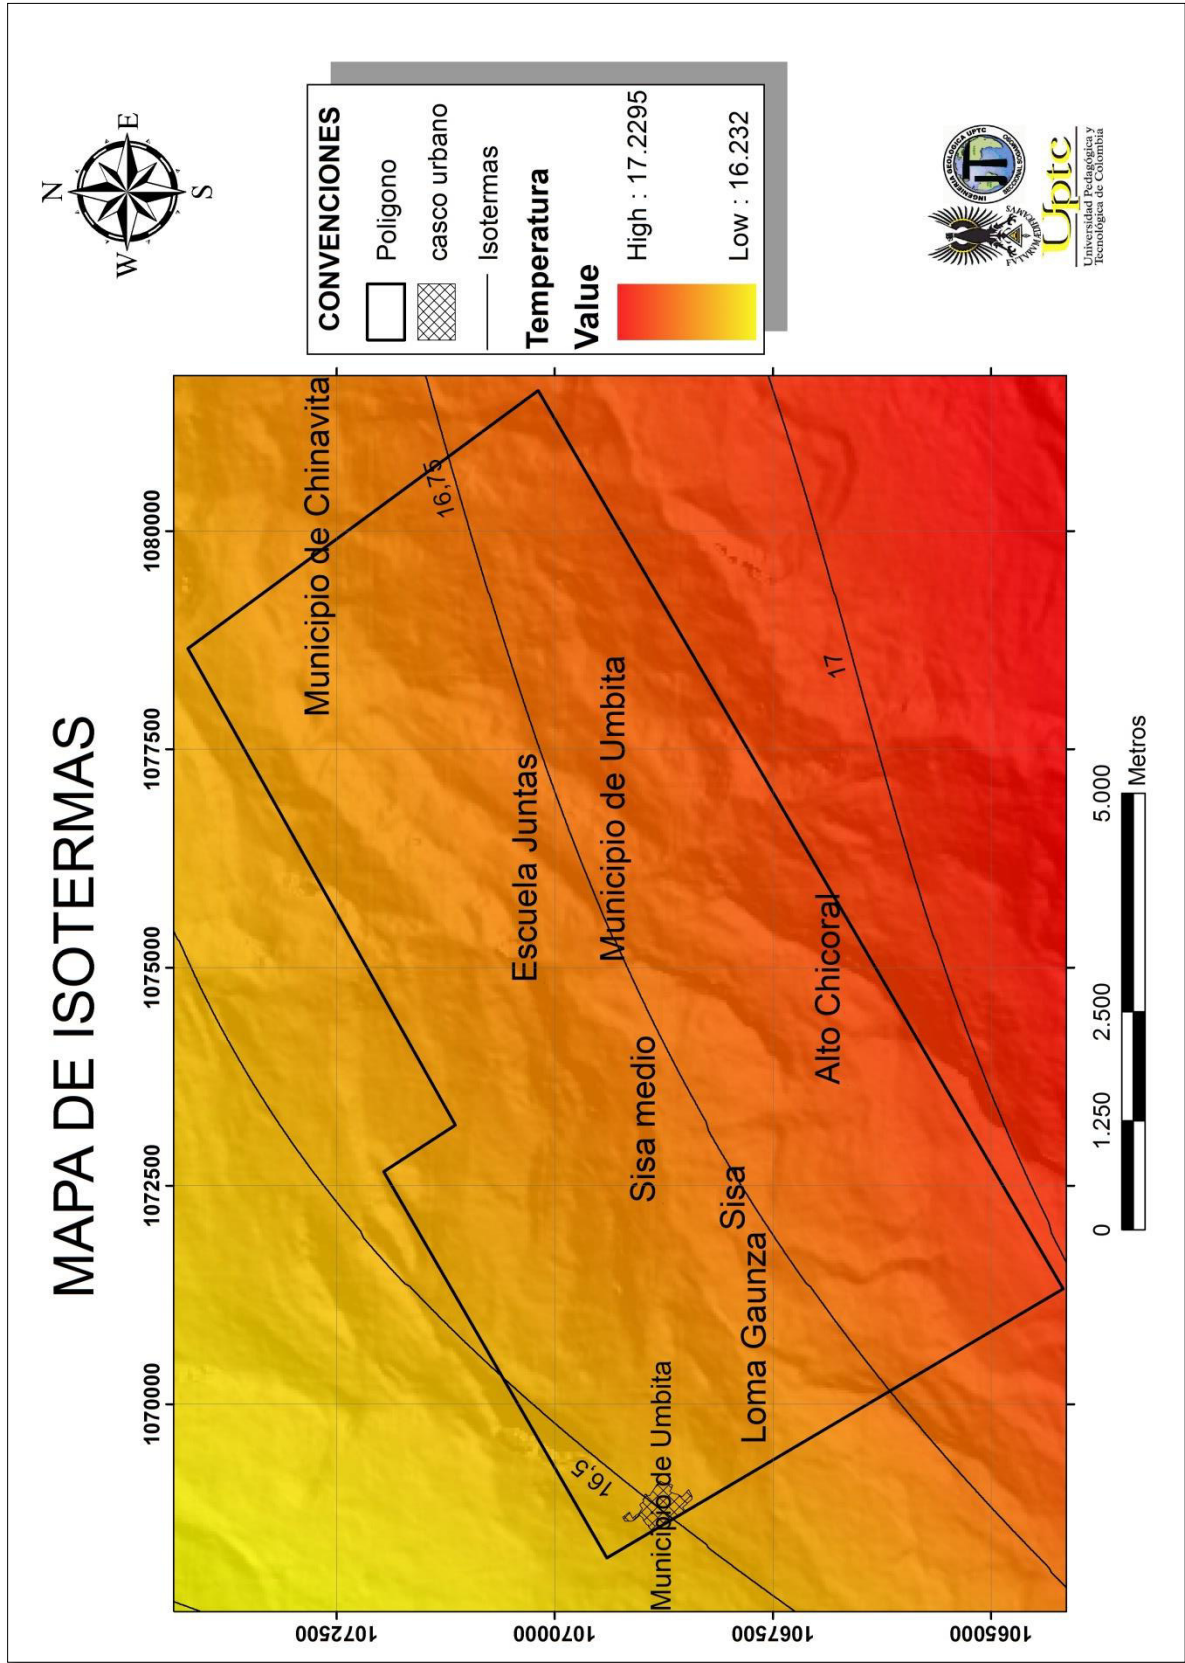 MAPA DE ISOTERMAS
1070000
1072500
1075000
1077500
1080000
1072500
1070000
1067500
1065000
Municipio de Chinavita
16,75
Escuela Juntas
Municipio de Umbita
Sisa medio
Sisa
Loma Gaunza
16,5
Municipio de Umbita
Alto Chicoral
17
0
1.250
2.500
5.000
Metros
N
W
E
S
CONVENCIONES
Poligono
casco urbano
Isotermas
Temperatura
Value
High : 17.2295
Low : 16.232
INGENIERIA GEOLOGICA UPTC
Uptc
Universidad Pedagógica y
Tecnológica de Colombia